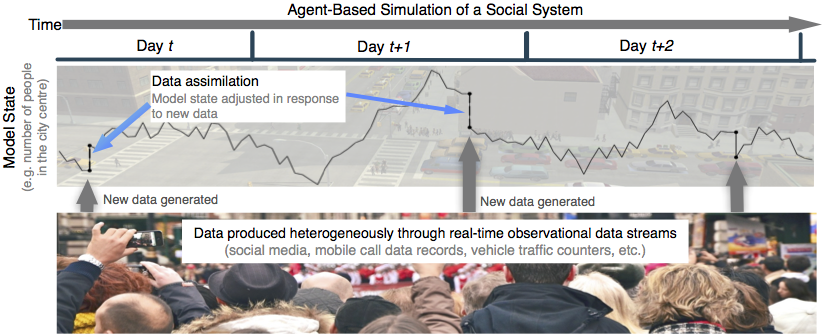 Agent-Based Simulation of a Social System
Time
Day t
Day t+1
Day t+2
Model State
(e.g. number of people
in the city centre)
Data assimilation
Model state adjusted in response
to new data
New data generated
New data generated
Data produced heterogeneously through real-time observational data streams
(social media, mobile call data records, vehicle traffic counters, etc.)